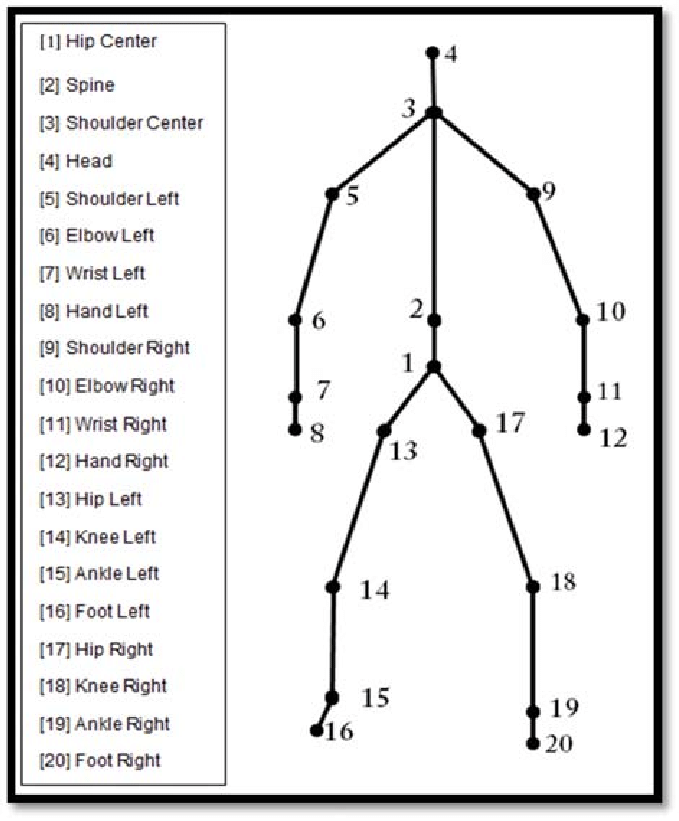 [1] Hip Center
[2] Spine
[3] Shoulder Center
[4] Head
[5] Shoulder Left
[6] Elbow Left
[7] Wrist Left
[8] Hand Left
[9] Shoulder Right
[10] Elbow Right
[11] Wrist Right
[12] Hand Right
[13] Hip Left
[14] Knee Left
[15] Ankle Left
[16] Foot Left
[17] Hip Right
[18] Knee Right
[19] Ankle Right
[20] Foot Right
4
3
5
9
6
2
10
1
7
11
8
17
12
13
14
18
15
19
16
20